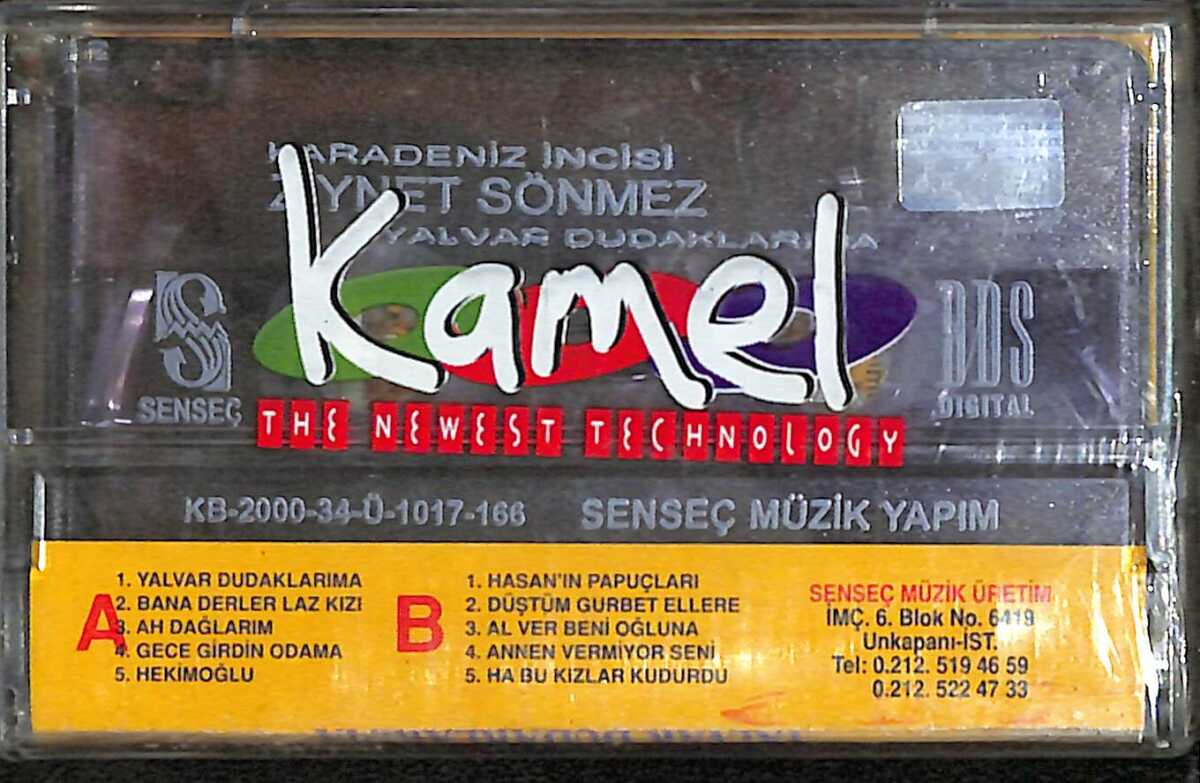 KARADENİZ İNCİSİ
ZİYNET SÖNMEZ
YALVAR DUDAKLARIMA
Kamel
THE NEWEST TECHNOLOGY
SENSEÇ
DDS
DIGITAL
KB-2000-34-Ü-1017-166 SENSEÇ MÜZİK YAPIM
A
1. YALVAR DUDAKLARIMA
2. BANA DERLER LAZ KIZI
3. AH DAĞLARIM
4. GECE GİRDİN ODAMA
5. HEKİMOĞLU
B
1. HASAN'IN PAPUÇLARI
2. DÜŞTÜM GURBET ELLERE
3. AL VER BENİ OĞLUNA
4. ANNEN VERMİYOR SENİ
5. HA BU KIZLAR KUDURDU
SENSEÇ MÜZİK ÜRETİM
İMÇ. 6. Blok No. 6419
Unkapanı-İST.
Tel: 0.212. 519 46 59
0.212. 522 47 33